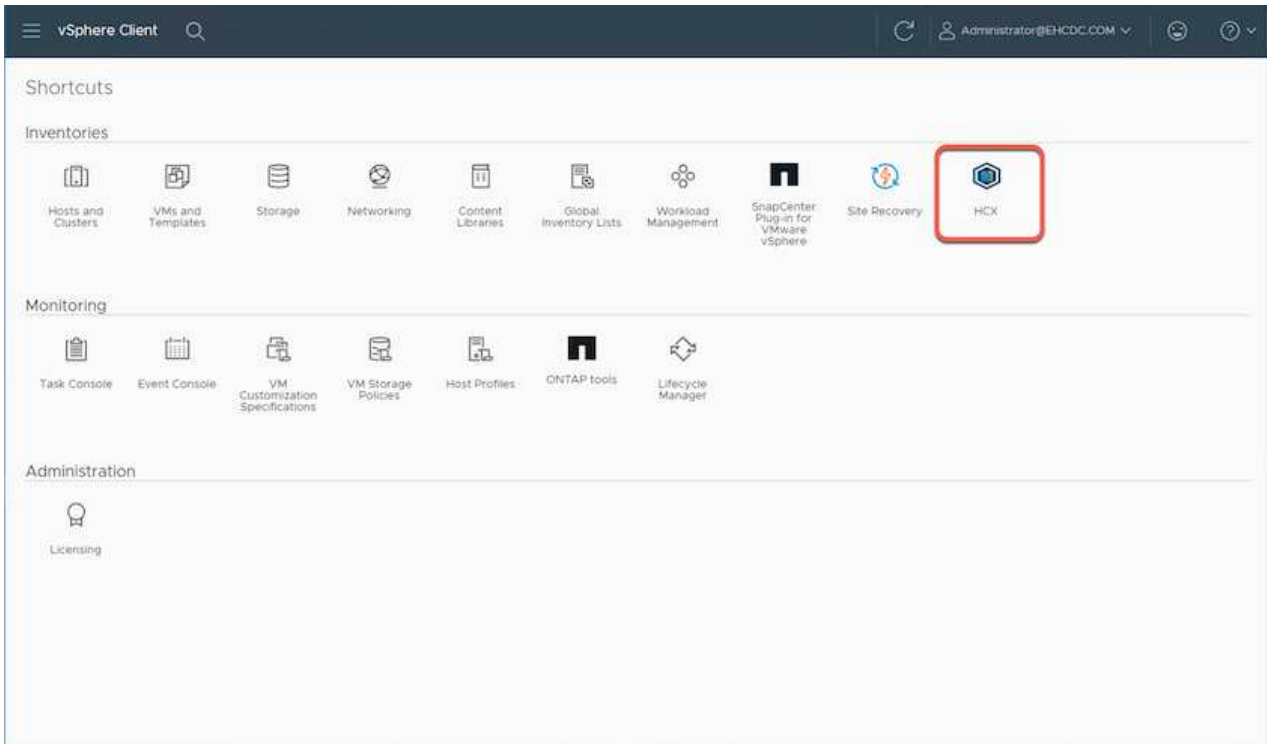 vSphere Client
Administrator@EHCDC.COM
Shortcuts
Inventories
Hosts and
Clusters
VMs and
Templates
Storage
Networking
Content
Libraries
Global
Inventory Lists
Workload
Management
SnapCenter
Plug-in for
VMware
vSphere
Site Recovery
HCX
Monitoring
Task Console
Event Console
VM
Customization
Specifications
VM Storage
Policies
Host Profiles
ONTAP tools
Lifecycle
Manager
Administration
Licensing